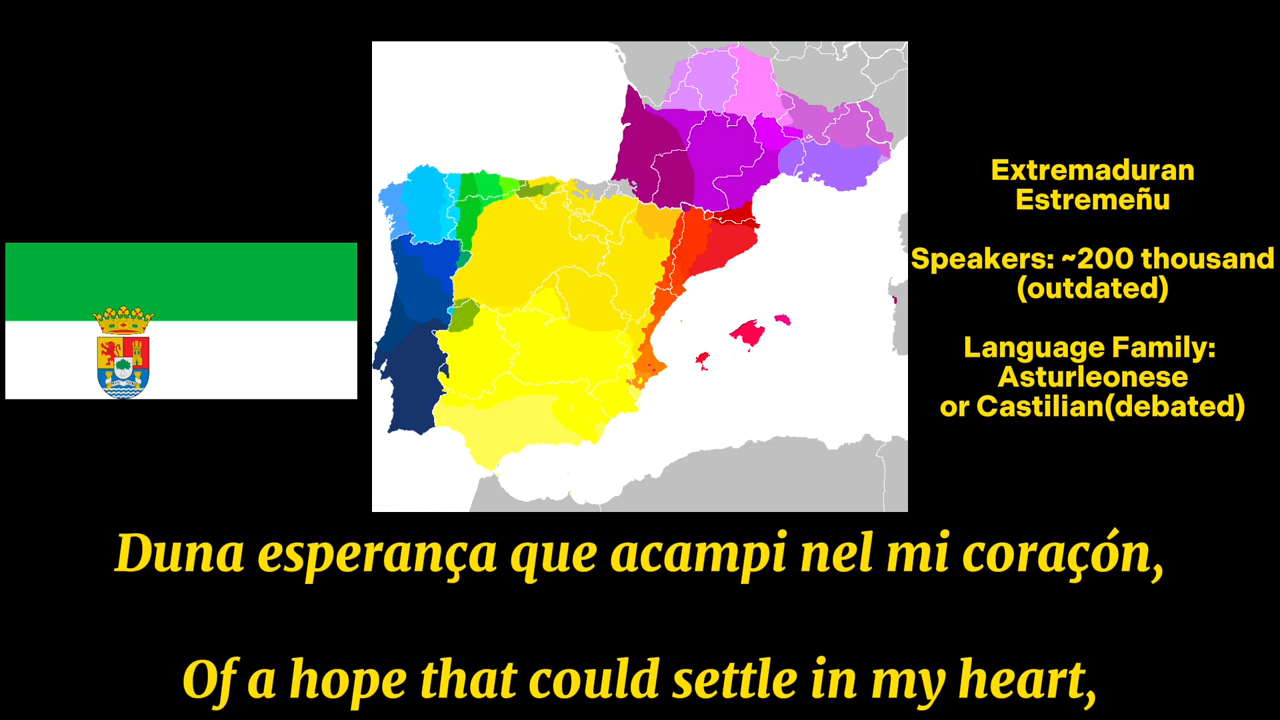 Extremaduran
Estremeñu
Speakers: ~200 thousand
(outdated)
Language Family:
Asturleonese
or Castilian(debated)
Duna esperança que acampi nel mi coraçón,
Of a hope that could settle in my heart,